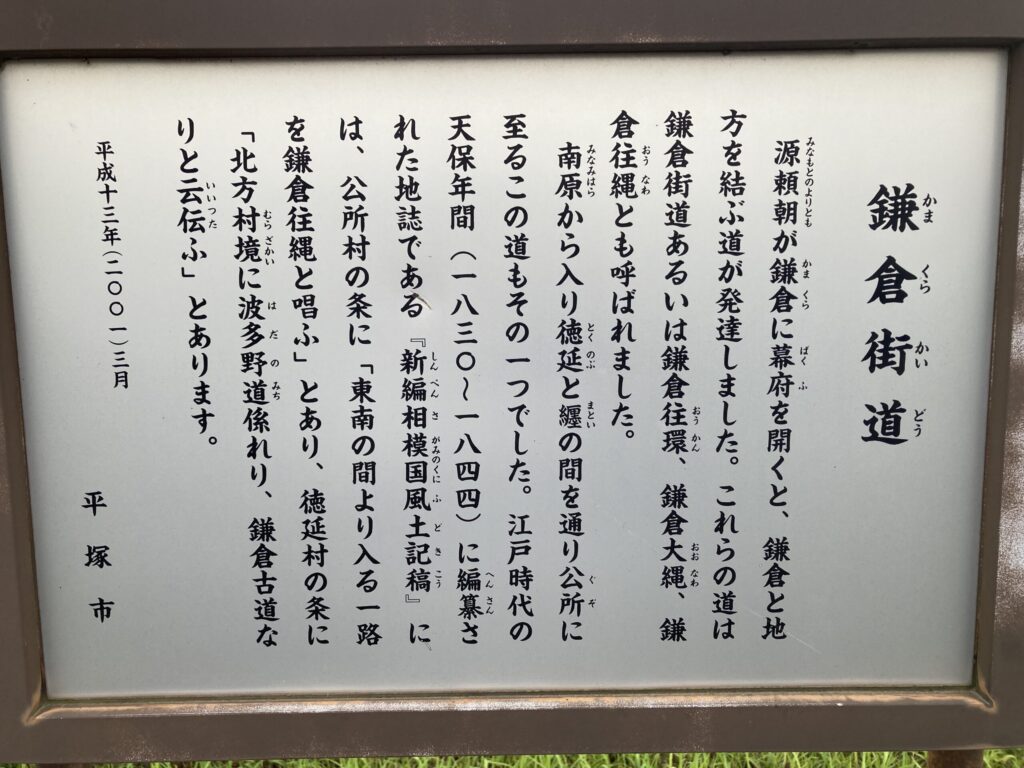 鎌倉街道
源頼朝が鎌倉に幕府を開くと、鎌倉と地
方を結ぶ道が発達しました。これらの道は
鎌倉街道あるいは鎌倉往環、鎌倉大縄、鎌
倉往縄とも呼ばれました。
南原から入り徳延と纏の間を通り公所に
至るこの道もその一つでした。江戸時代の
天保年間（一八三〇〜一八四四）に編纂さ
れた地誌である『新編相模国風土記稿』に
は、公所村の条に「東南の間より入る一路
を鎌倉往縄と唱ふ」とあり、徳延村の条に
「北方村境に波多野道係れり、鎌倉古道な
りと云伝ふ」とあります。
平成十三年（二〇〇一）三月
平塚市